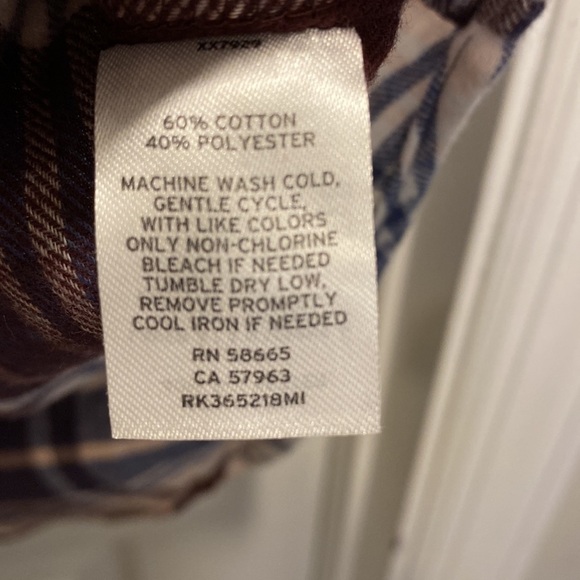 XX7929
60% COTTON
40% POLYESTER
MACHINE WASH COLD,
GENTLE CYCLE,
WITH LIKE COLORS
ONLY NON-CHLORINE
BLEACH IF NEEDED
TUMBLE DRY LOW,
REMOVE PROMPTLY
COOL IRON IF NEEDED
RN 58665
CA 57963
RK365218MI